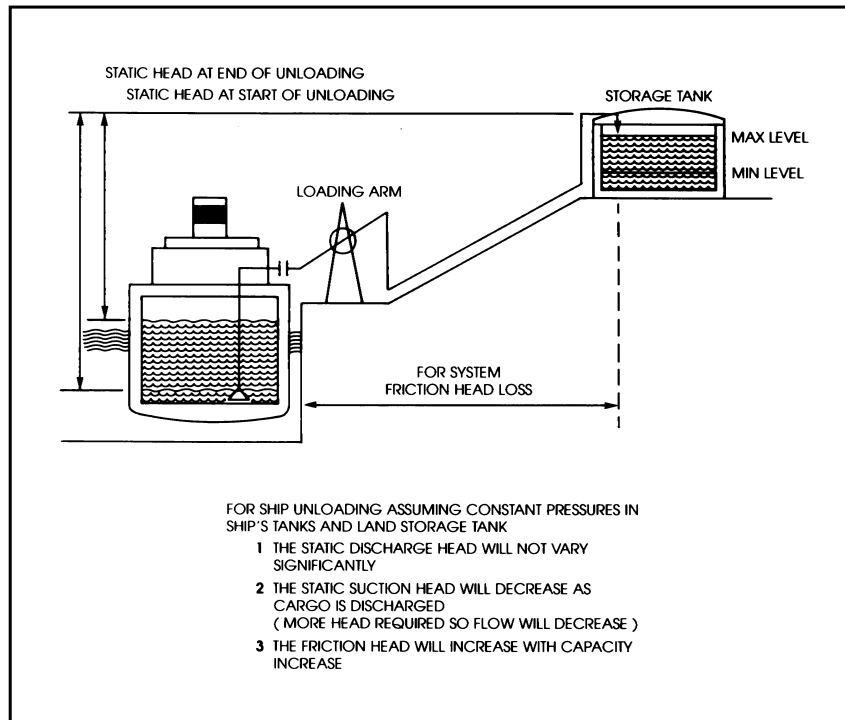 STATIC HEAD AT END OF UNLOADING
STATIC HEAD AT START OF UNLOADING
STORAGE TANK
MAX LEVEL
MIN LEVEL
LOADING ARM
FOR SYSTEM
FRICTION HEAD LOSS
FOR SHIP UNLOADING ASSUMING CONSTANT PRESSURES IN
SHIP'S TANKS AND LAND STORAGE TANK
1 THE STATIC DISCHARGE HEAD WILL NOT VARY
SIGNIFICANTLY
2 THE STATIC SUCTION HEAD WILL DECREASE AS
CARGO IS DISCHARGED
( MORE HEAD REQUIRED SO FLOW WILL DECREASE )
3 THE FRICTION HEAD WILL INCREASE WITH CAPACITY
INCREASE